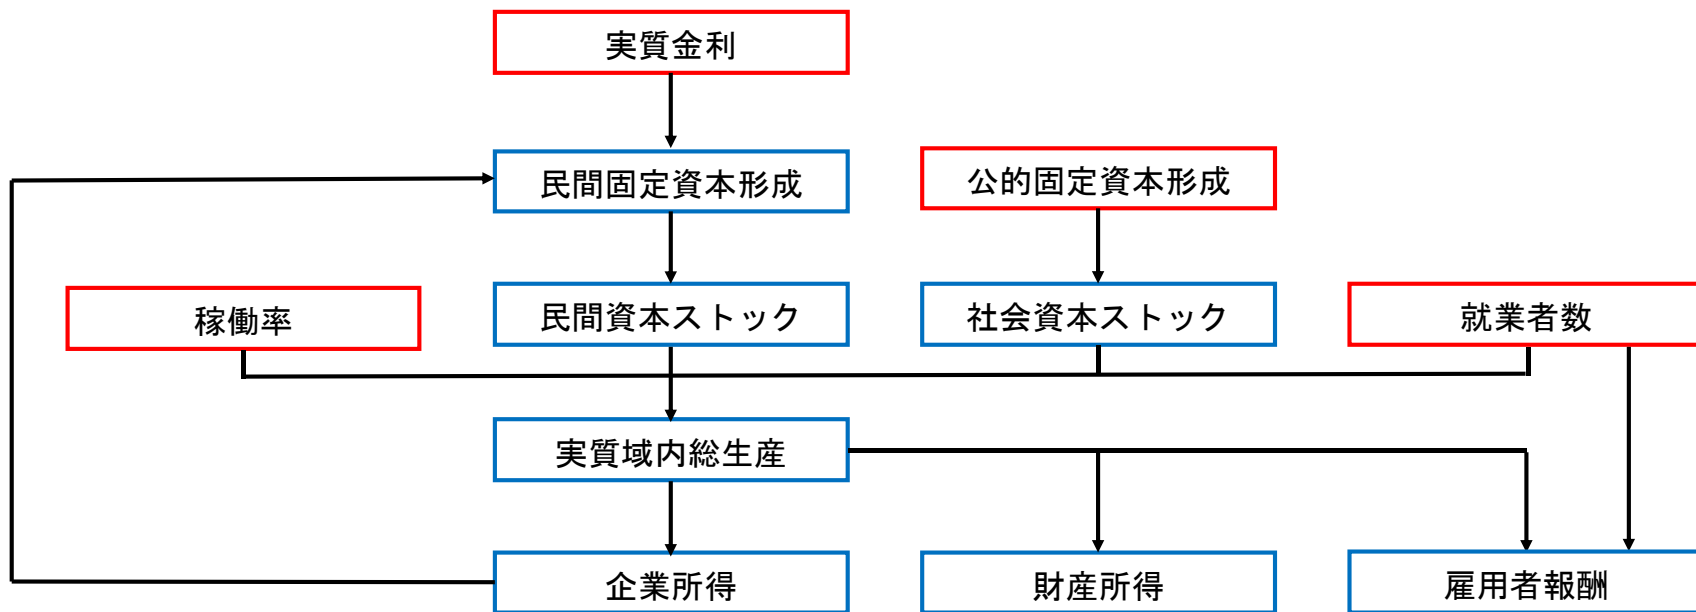 実質金利
民間固定資本形成
公的固定資本形成
稼働率
民間資本ストック
社会資本ストック
就業者数
実質域内総生産
企業所得
財産所得
雇用者報酬